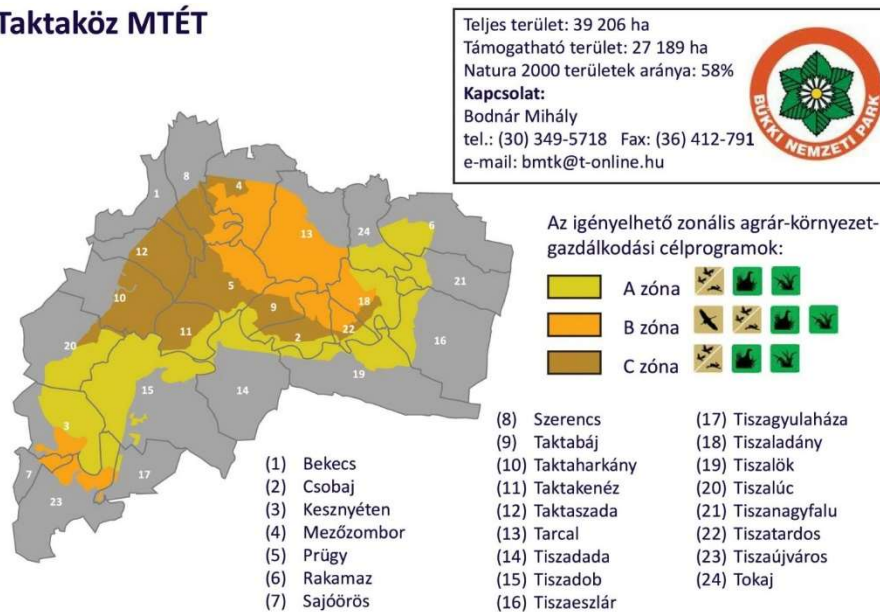 Taktaköz MTÉT
Teljes terület: 39 206 ha
Támogatható terület: 27 189 ha
Natura 2000 területek aránya: 58%
Kapcsolat:
Bodnár Mihály
tel.: (30) 349-5718 Fax: (36) 412-791
e-mail: bmtk@t-online.hu
BÜKKI NEMZETI PARK
1
8
4
13
24
6
12
5
21
10
9
18
11
2
22
16
20
19
15
14
3
7
17
23
Az igényelhető zonális agrár-környezet-
gazdálkodási célprogramok:
A zóna
B zóna
C zóna
(1) Bekecs
(2) Csobaj
(3) Kesznyéten
(4) Mezőzombor
(5) Prügy
(6) Rakamaz
(7) Sajóörös
(8) Szerencs
(9) Taktabáj
(10) Taktaharkány
(11) Taktakenéz
(12) Taktaszada
(13) Tarcal
(14) Tiszadada
(15) Tiszadob
(16) Tiszaeszlár
(17) Tiszagyulaháza
(18) Tiszaladány
(19) Tiszalök
(20) Tiszalúc
(21) Tiszanagyfalu
(22) Tiszatardos
(23) Tiszaújváros
(24) Tokaj